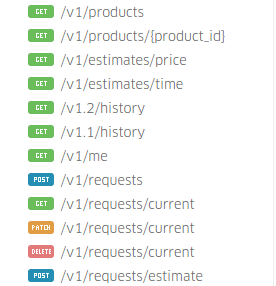 GET /v1/products
GET /v1/products/{product_id}
GET /v1/estimates/price
GET /v1/estimates/time
GET /v1.2/history
GET /v1.1/history
GET /v1/me
POST /v1/requests
GET /v1/requests/current
PATCH /v1/requests/current
DELETE /v1/requests/current
POST /v1/requests/estimate